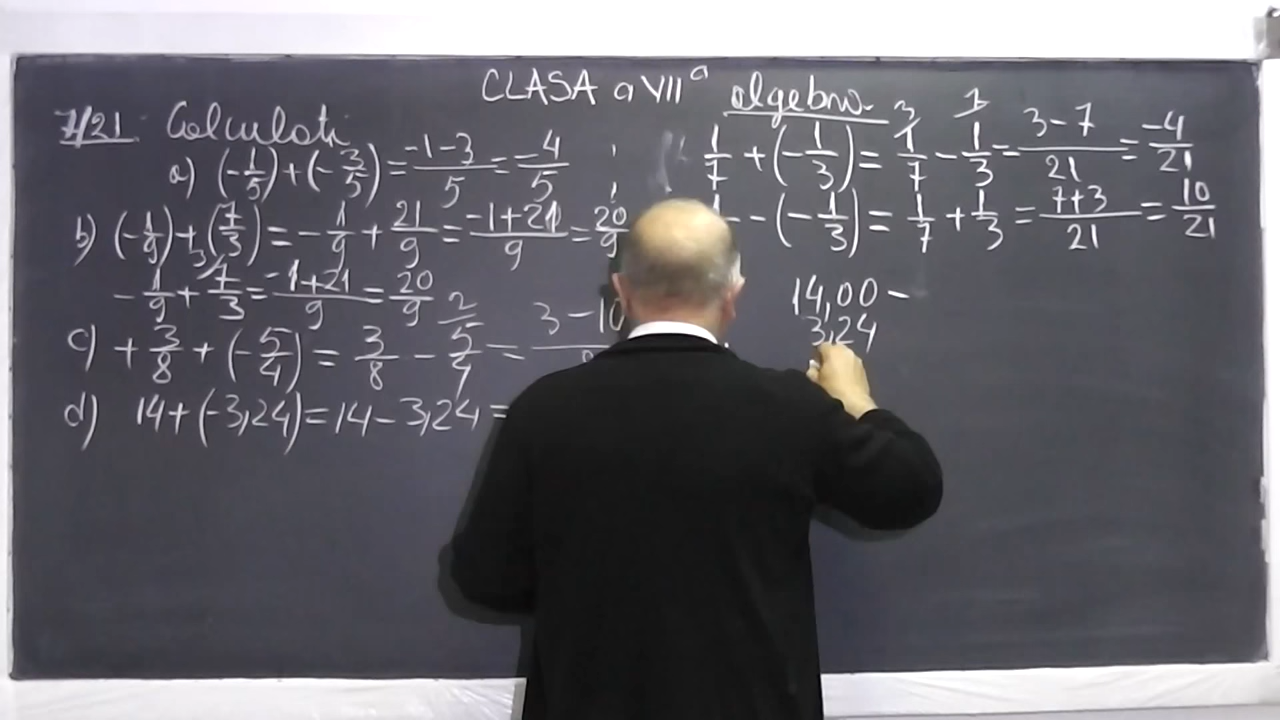 CLASA a VII a
algebra
7/21 Calculati
a) (-1/5)+(-3/5)=-1-3/5=-4/5
b) (-1/9)+(7/3)=-1/9+21/9=-1+21/9=20/9
-1/9+7/3=-1+21/9=20/9
c) +3/8+(-5/4)=3/8-5/4=3-10
d) 14+(-3,24)=14-3,24=
1/7+(-1/3)=1/7-1/3=3-7/21=-4/21
-(-1/3)=1/7+1/3=7+3/21=10/21
14,00-
3,24